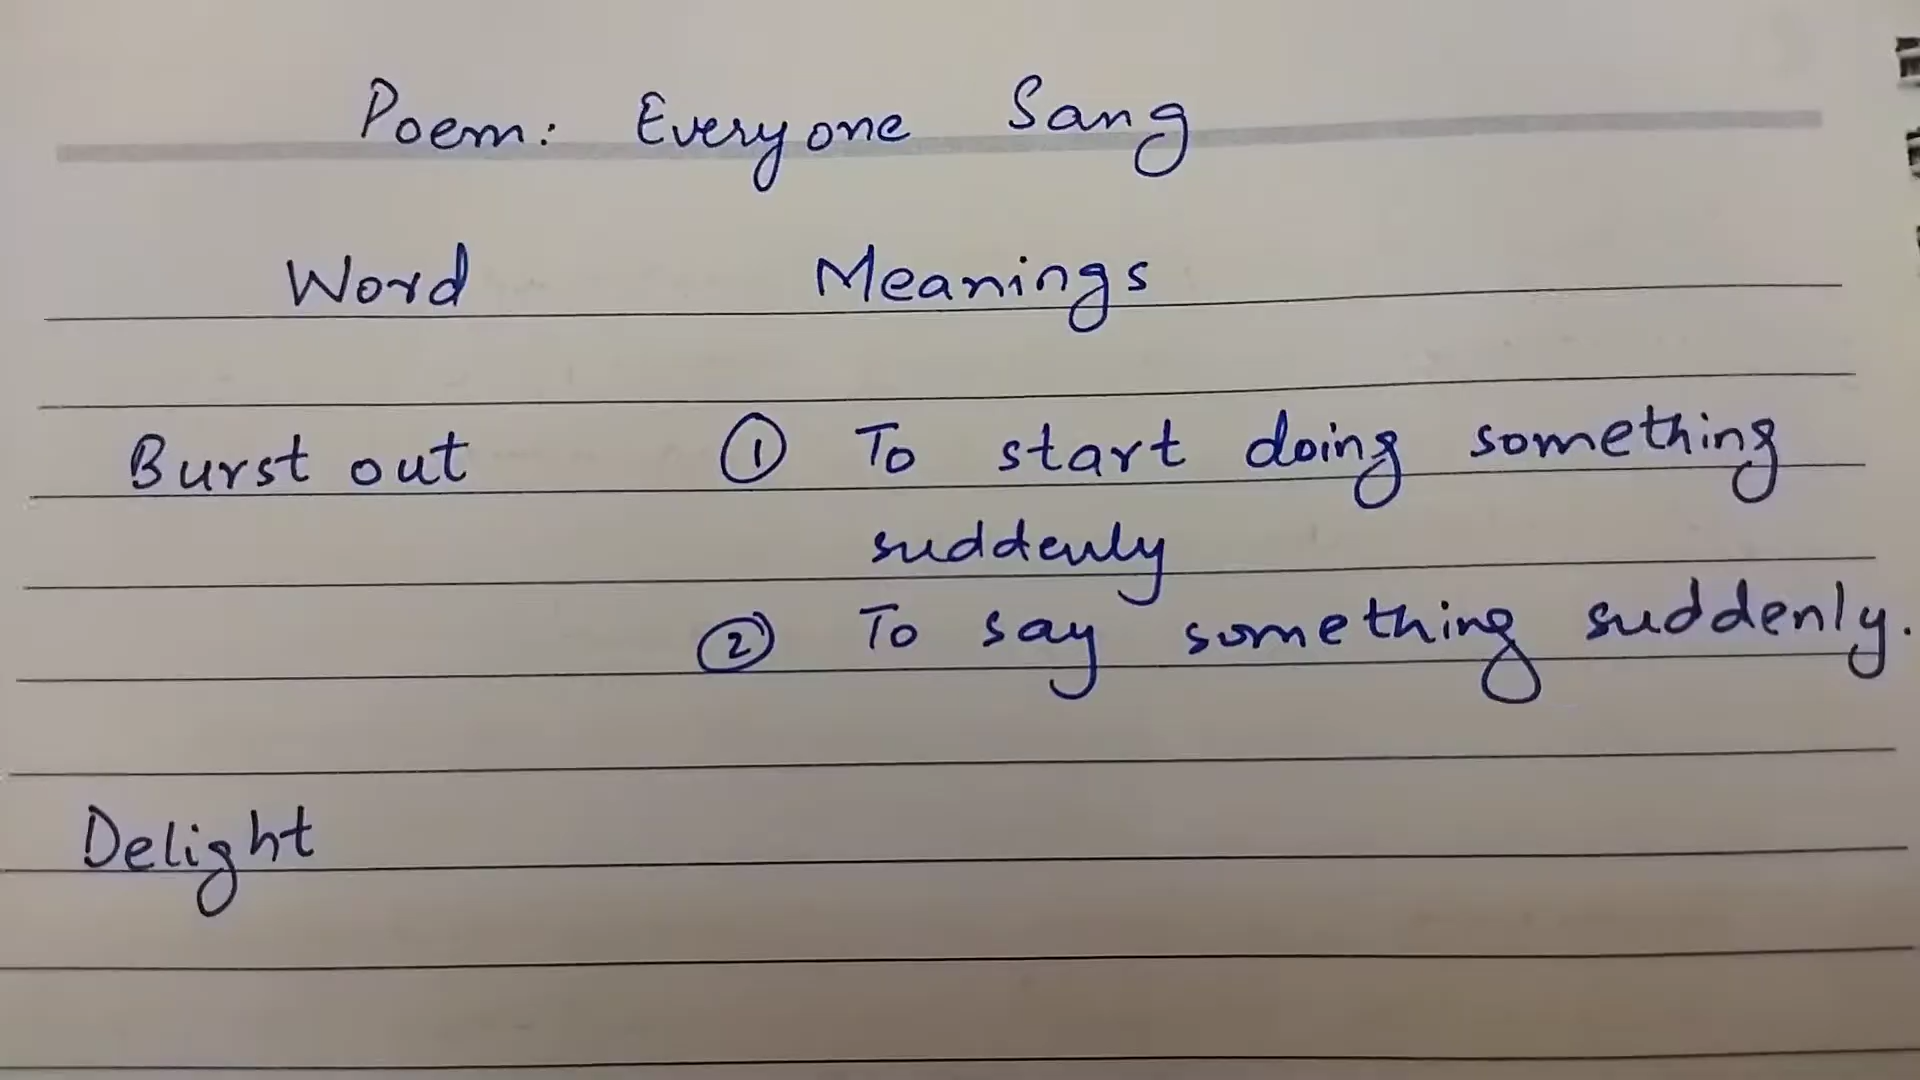 Poem: Everyone Sang
Word Meanings
Burst out ① To start doing something
suddenly
② To say something suddenly.
Delight